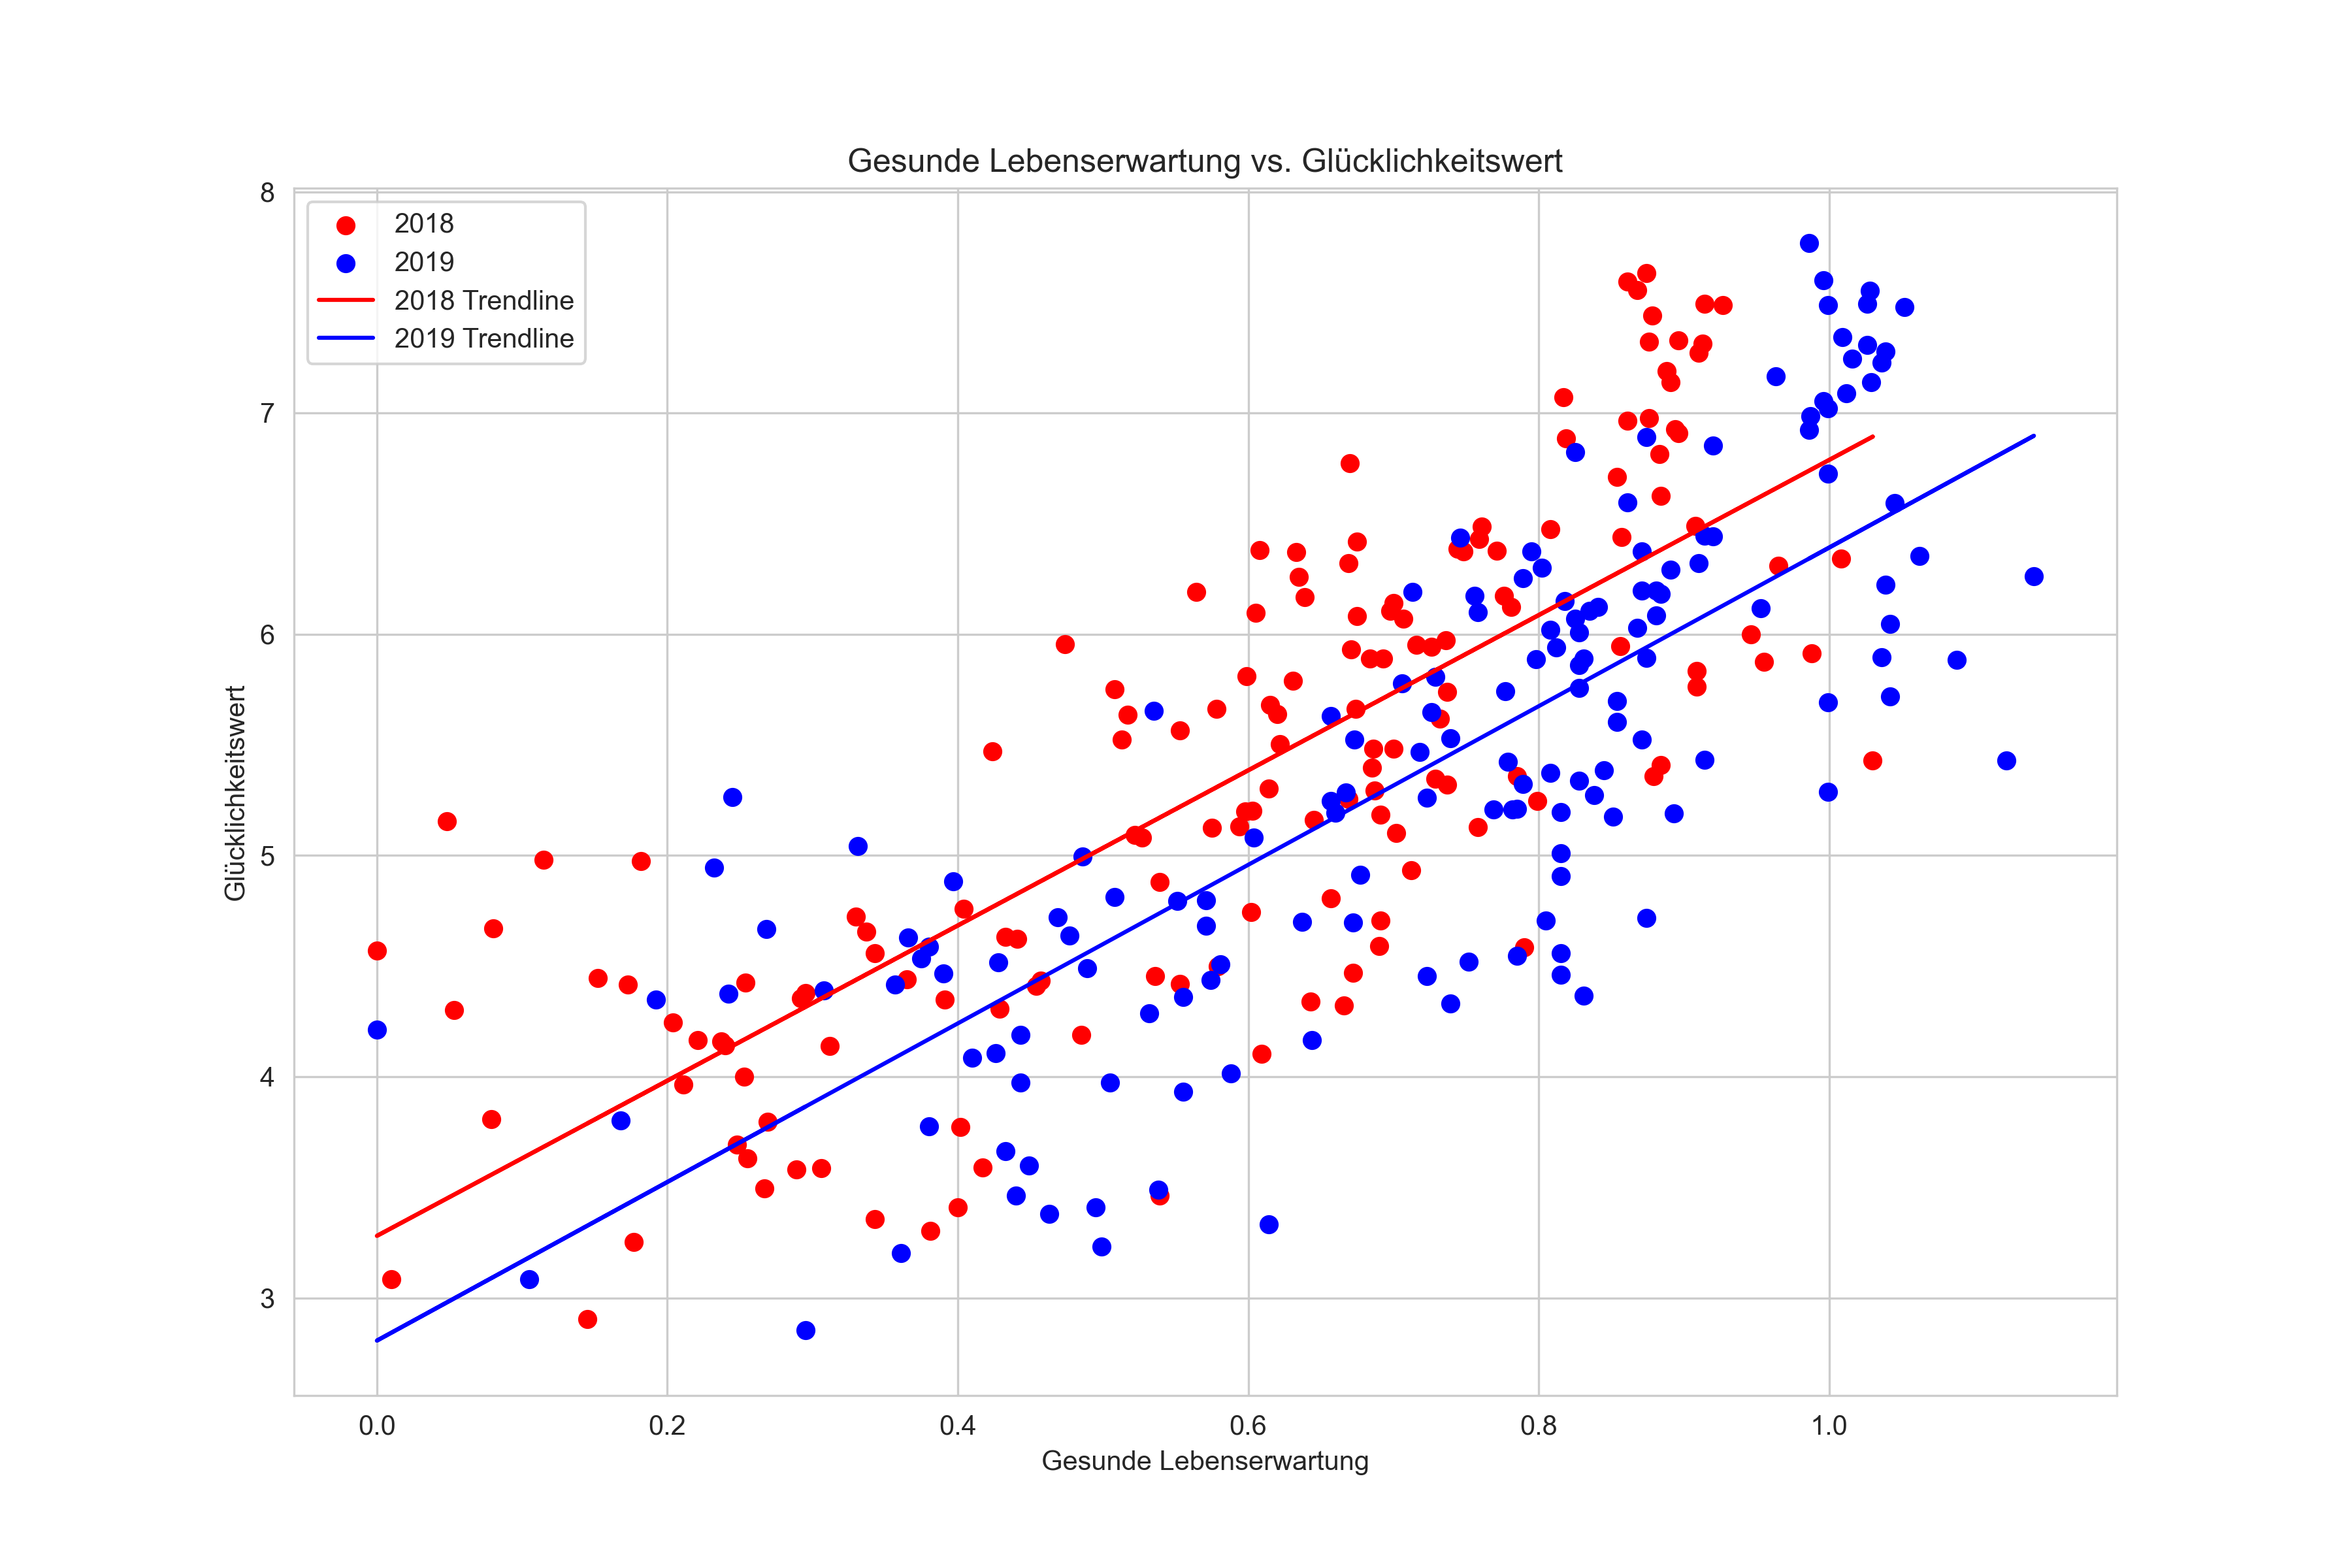 Gesunde Lebenserwartung vs. Glücklichkeitswert
8
7
6
5
4
3
Glücklichkeitswert
2018
2019
2018 Trendline
2019 Trendline
0.0 0.2 0.4 0.6 0.8 1.0
Gesunde Lebenserwartung